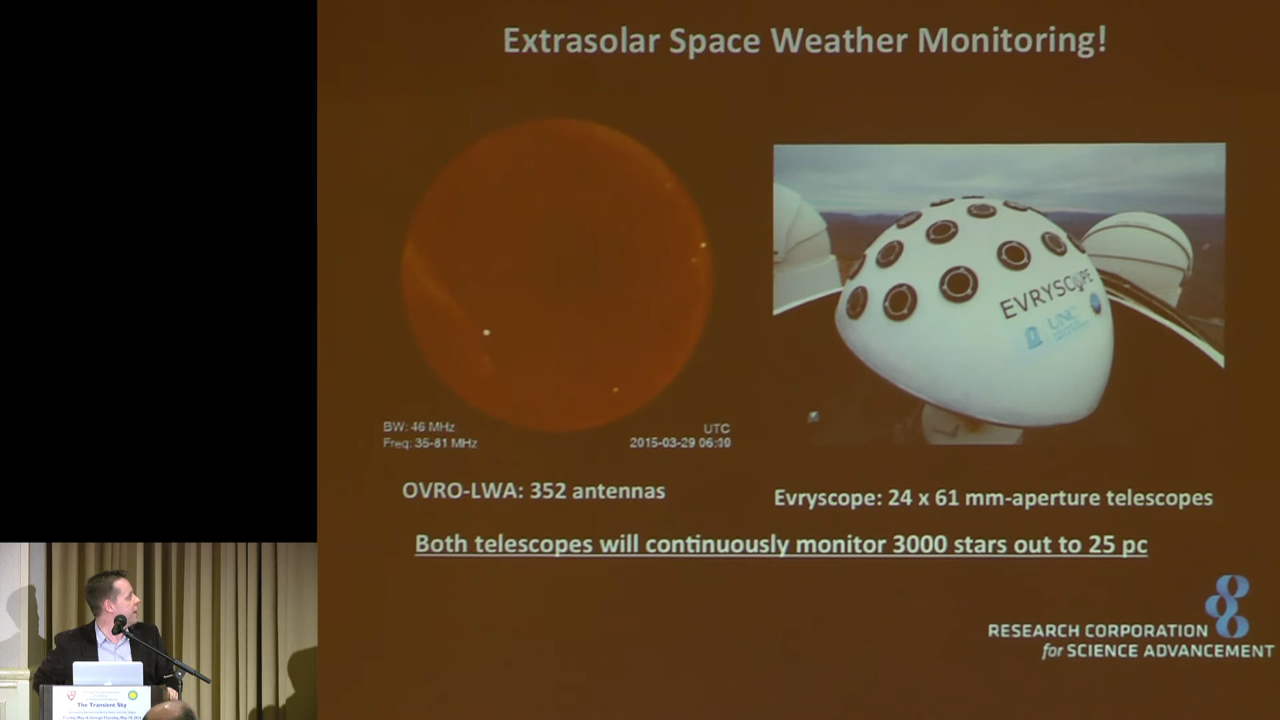 Extrasolar Space Weather Monitoring!
EVRYSCOPE
UNC
BW: 46 MHz
Freq: 35-81 MHz
UTC
2015-03-29 06:
OVRO-LWA: 352 antennas
Evryscope: 24 x 61 mm-aperture telescopes
Both telescopes will continuously monitor 3000 stars out to 25 pc
RESEARCH CORPORATION
for SCIENCE ADVANCEMENT
The Transient Sky